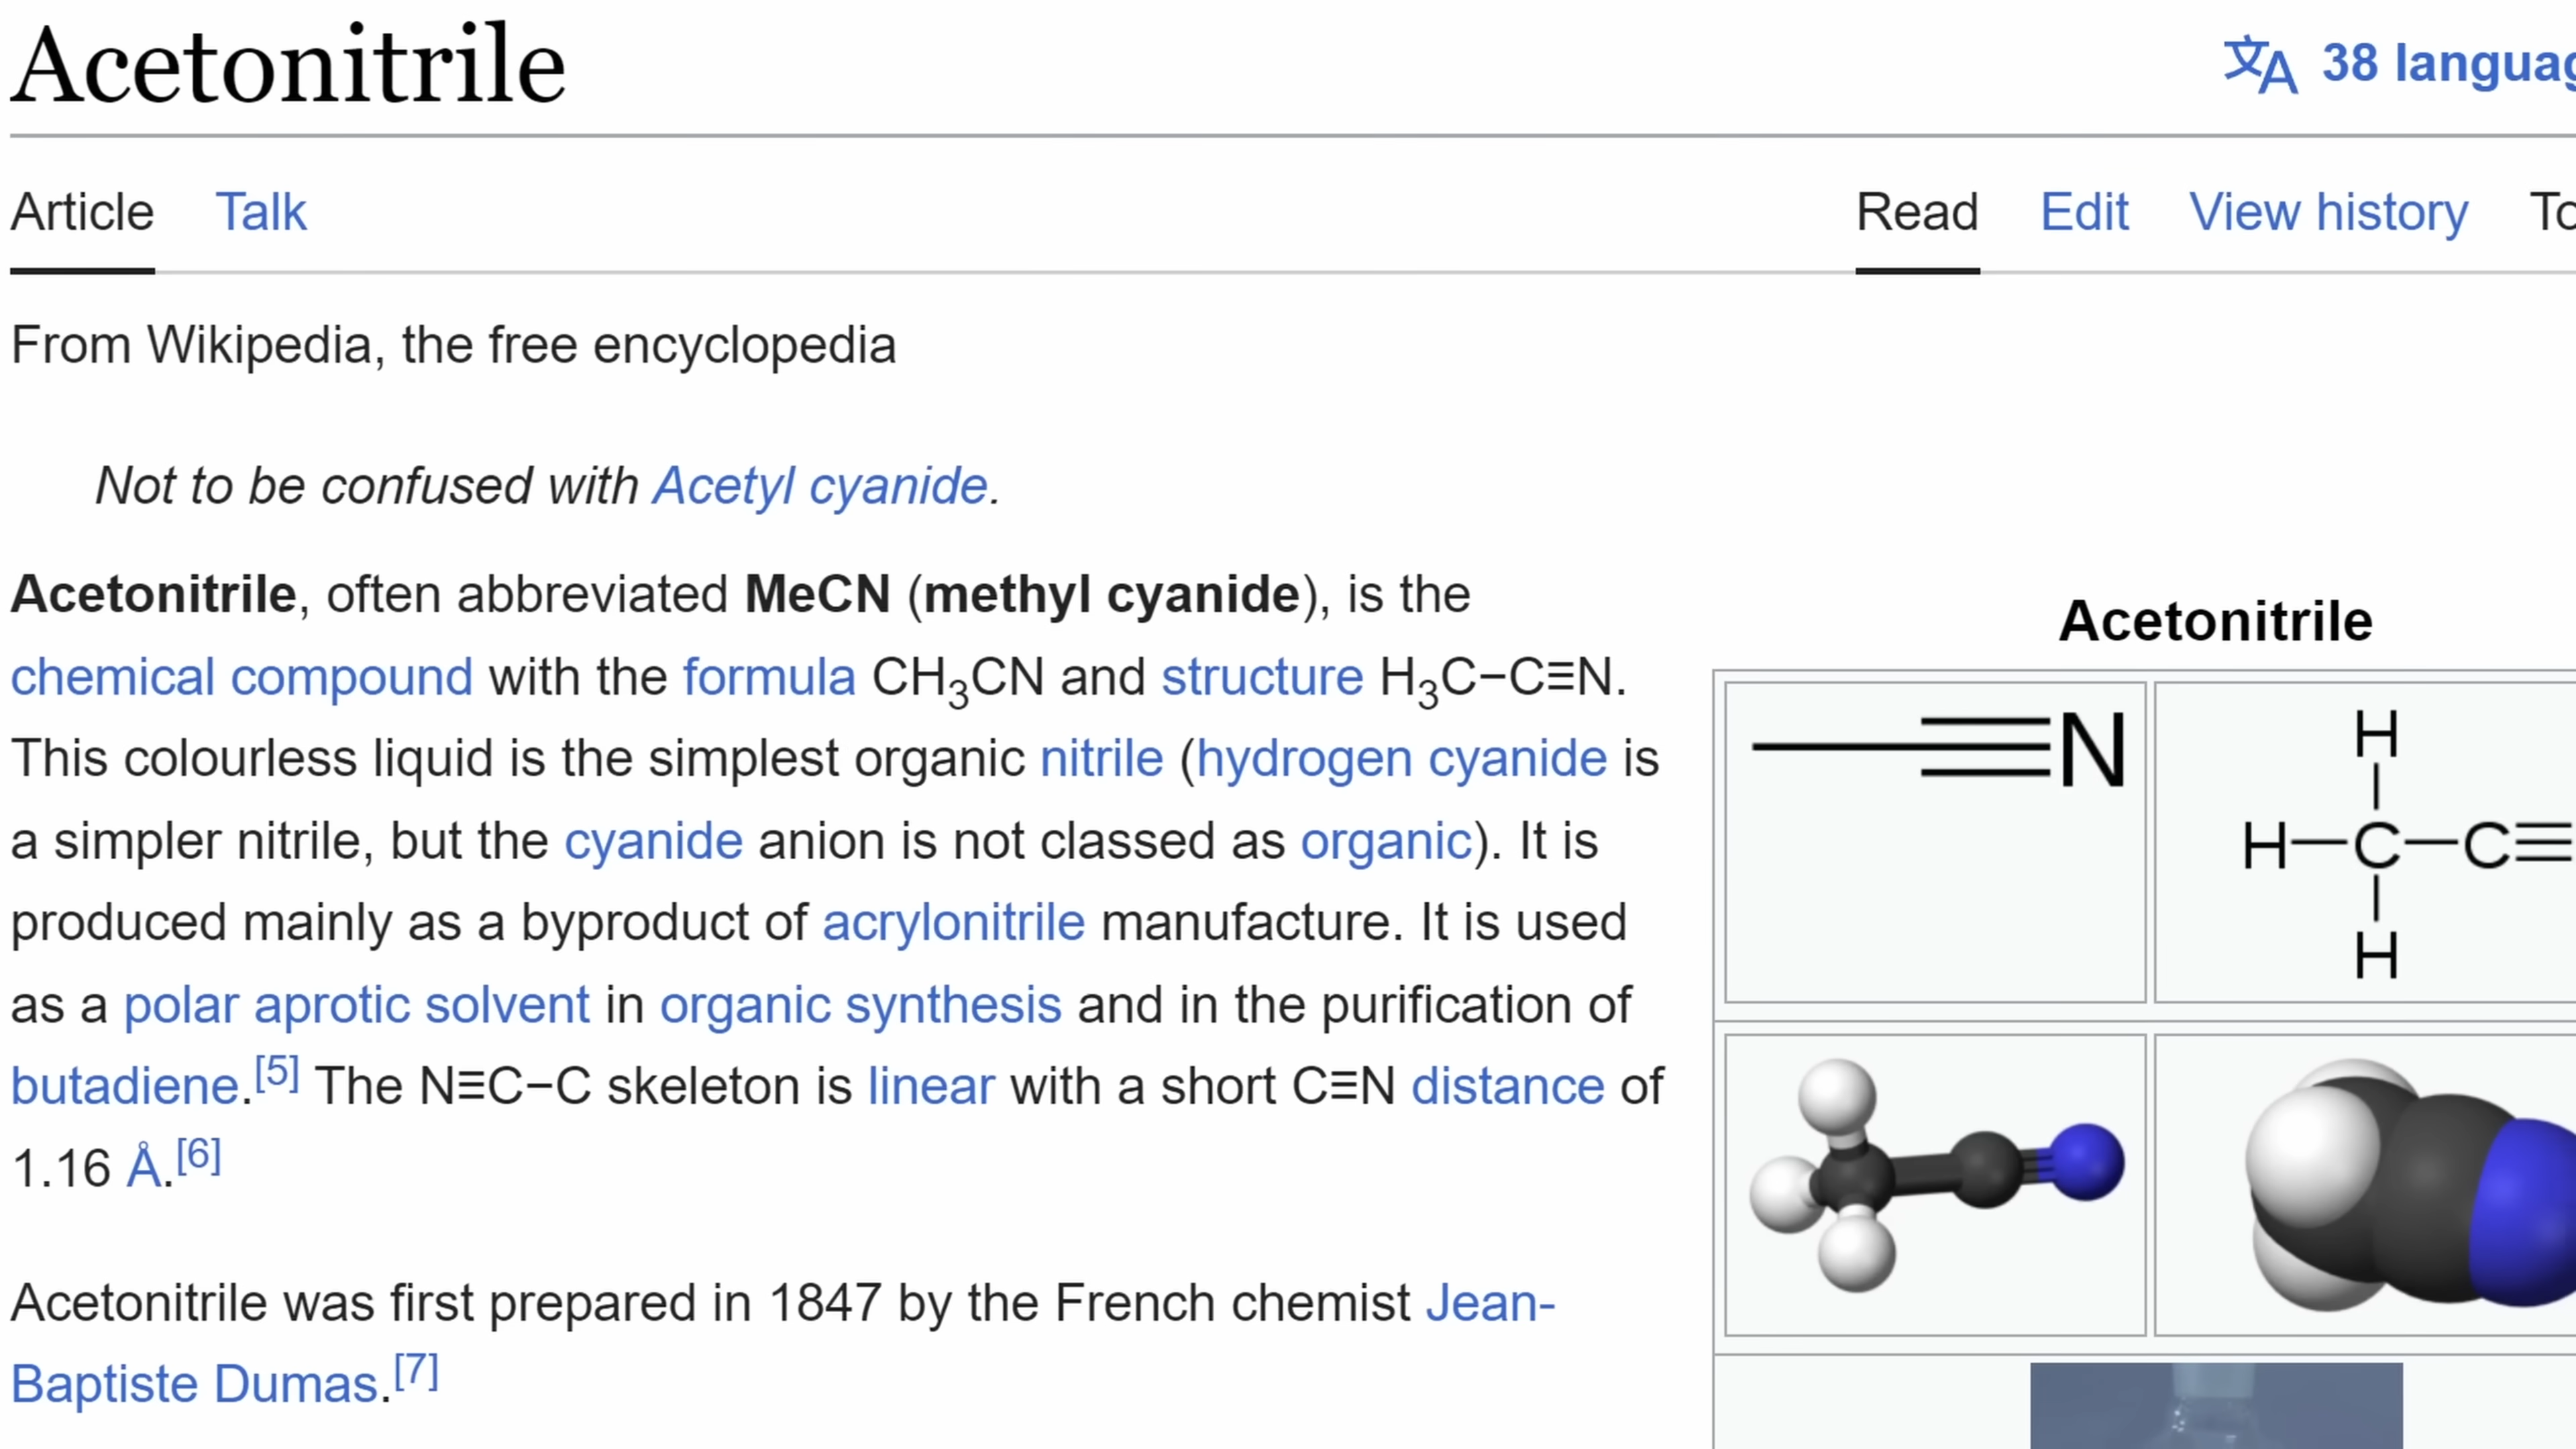 Acetonitrile
文A 38 languag
Article Talk Read Edit View history To
From Wikipedia, the free encyclopedia
Not to be confused with Acetyl cyanide.
Acetonitrile, often abbreviated MeCN (methyl cyanide), is the
chemical compound with the formula CH₃CN and structure H₃C−C≡N.
This colourless liquid is the simplest organic nitrile (hydrogen cyanide is
a simpler nitrile, but the cyanide anion is not classed as organic). It is
produced mainly as a byproduct of acrylonitrile manufacture. It is used
as a polar aprotic solvent in organic synthesis and in the purification of
butadiene.[5] The N≡C−C skeleton is linear with a short C≡N distance of
1.16 Å.[6]
Acetonitrile was first prepared in 1847 by the French chemist Jean-
Baptiste Dumas.[7]
Acetonitrile
N
H
H−C−C≡
H